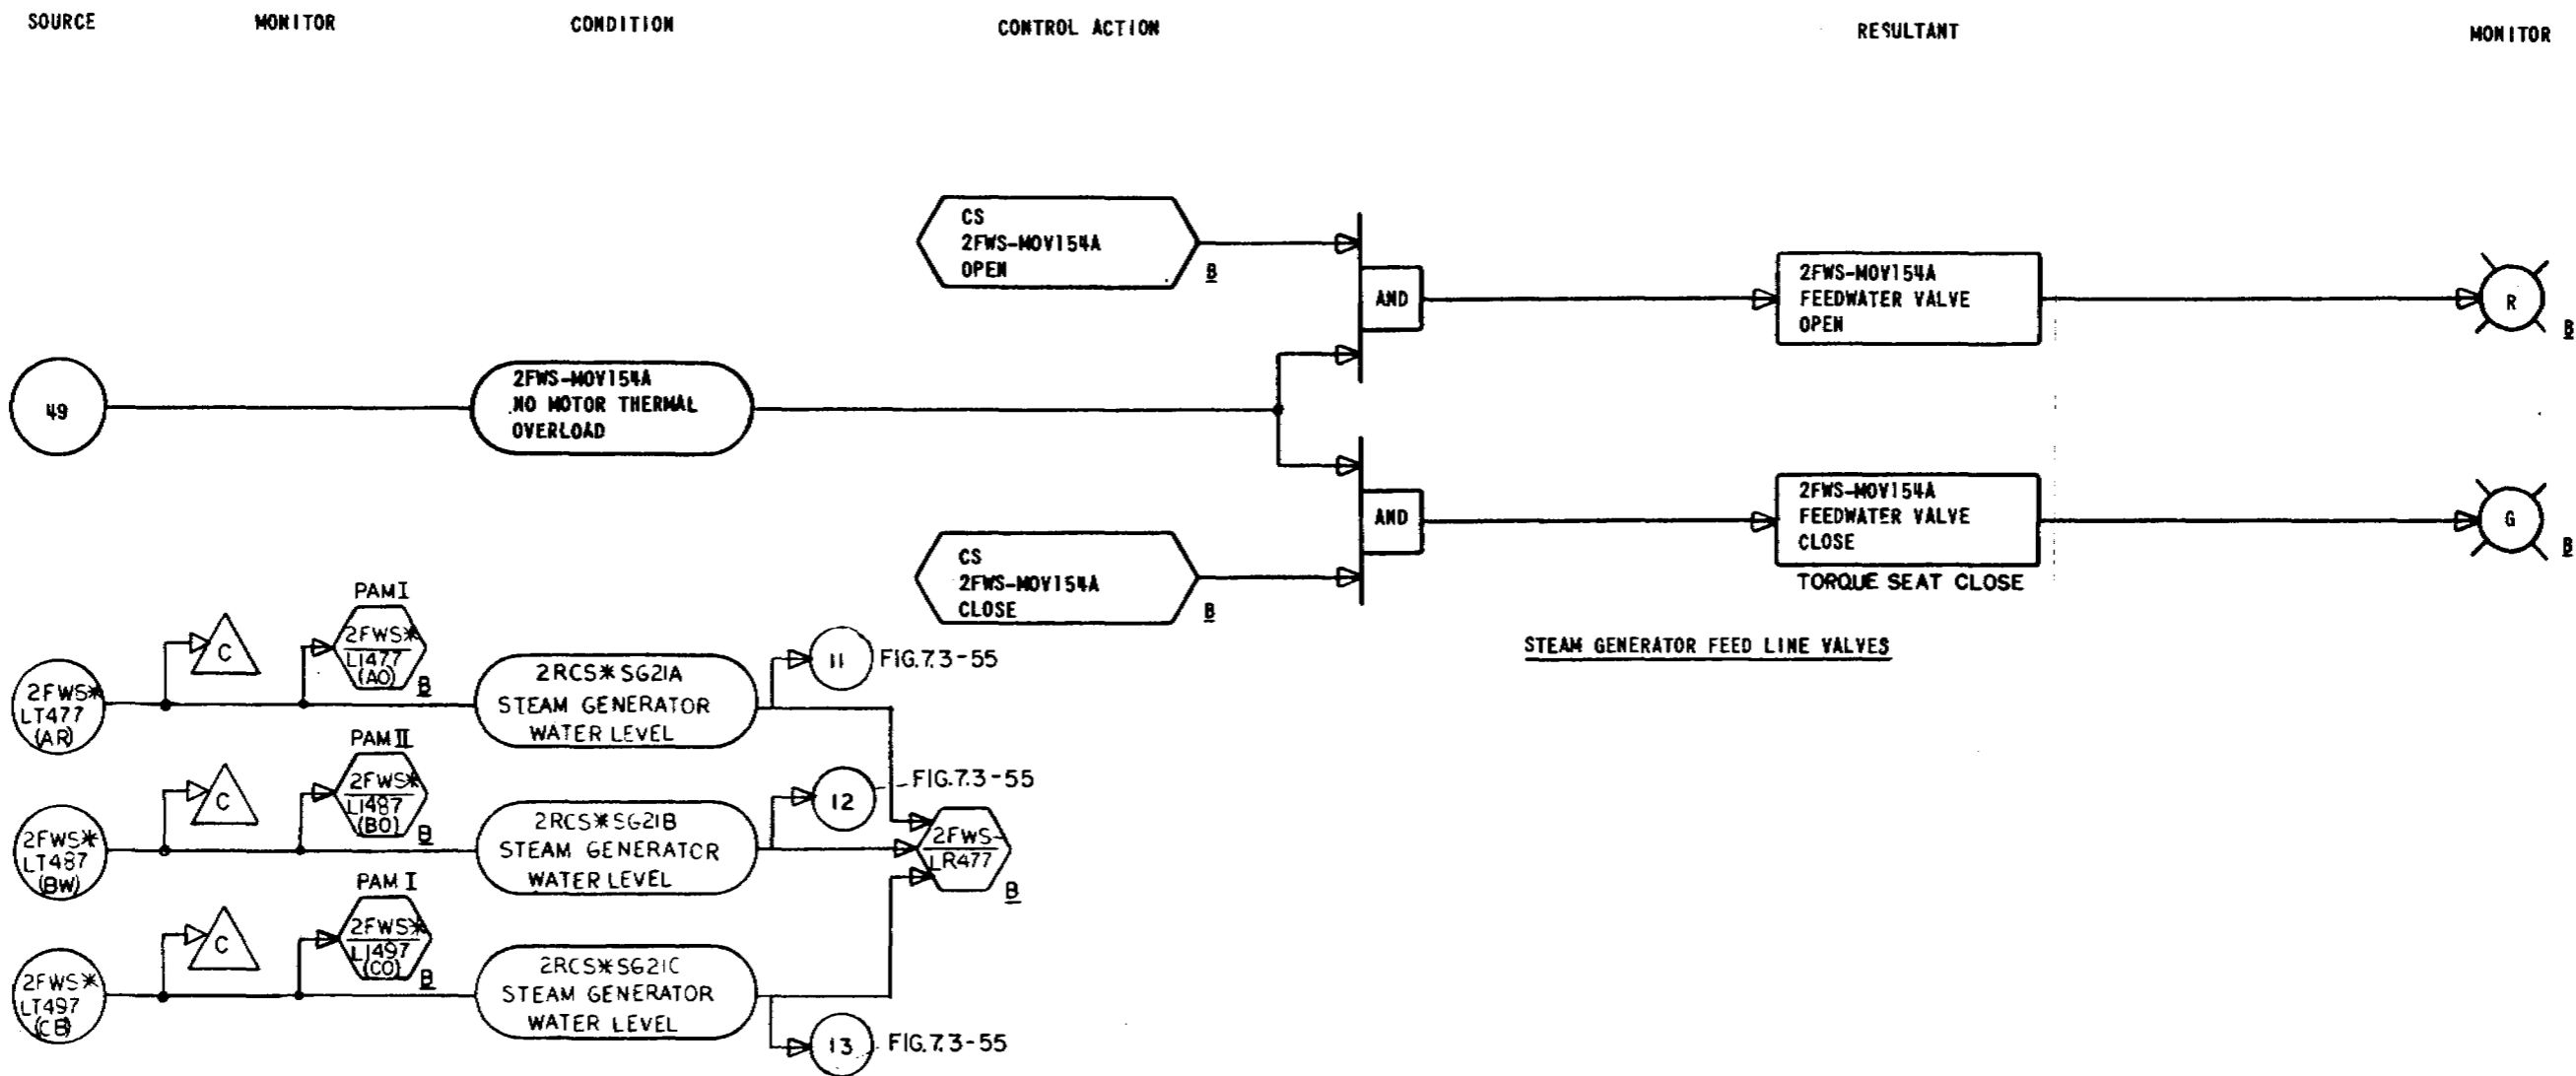 SOURCE
MONITOR
CONDITION
CONTROL ACTION
RESULTANT
MONITOR
CS
2FWS-MOV154A
OPEN
B
AND
2FWS-MOV154A
FEEDWATER VALVE
OPEN
R
B
49
2FWS-MOV154A
NO MOTOR THERMAL
OVERLOAD
AND
2FWS-MOV154A
FEEDWATER VALVE
CLOSE
TORQUE SEAT CLOSE
G
B
CS
2FWS-MOV154A
CLOSE
B
STEAM GENERATOR FEED LINE VALVES
2FWS*
LT477
(AR)
C
PAM I
2FWS*
LI477
(AO)
B
2RCS*SG21A
STEAM GENERATOR
WATER LEVEL
11
FIG.7.3-55
2FWS*
LT487
(BW)
C
PAM II
2FWS*
LI487
(BO)
B
2RCS*SG21B
STEAM GENERATOR
WATER LEVEL
12
FIG.7.3-55
2FWS-
LR477
B
2FWS*
LT497
(CB)
C
PAM I
2FWS*
LI497
(CO)
B
2RCS*SG21C
STEAM GENERATOR
WATER LEVEL
13
FIG.7.3-55